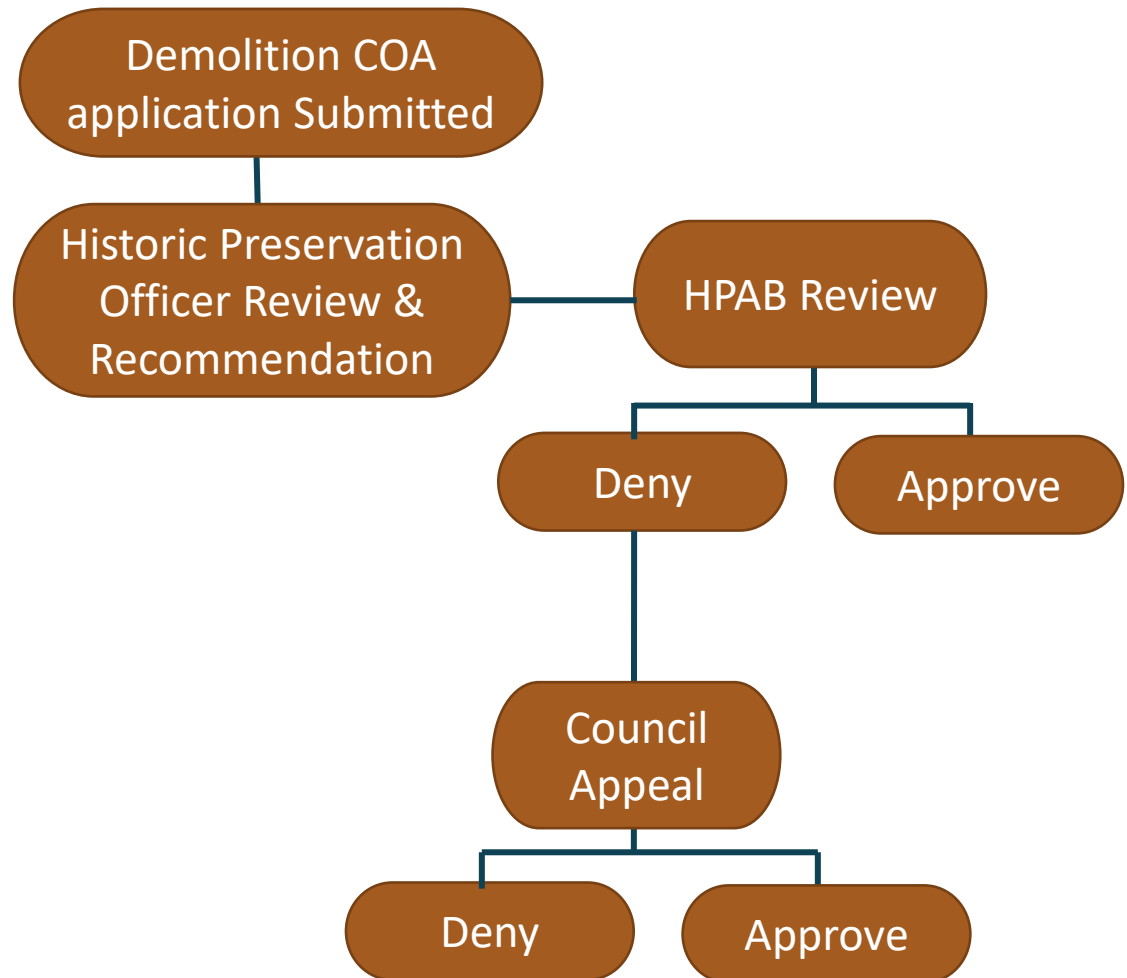 Demolition COA
application Submitted
Historic Preservation
Officer Review &
Recommendation
HPAB Review
Deny
Approve
Council
Appeal
Deny
Approve